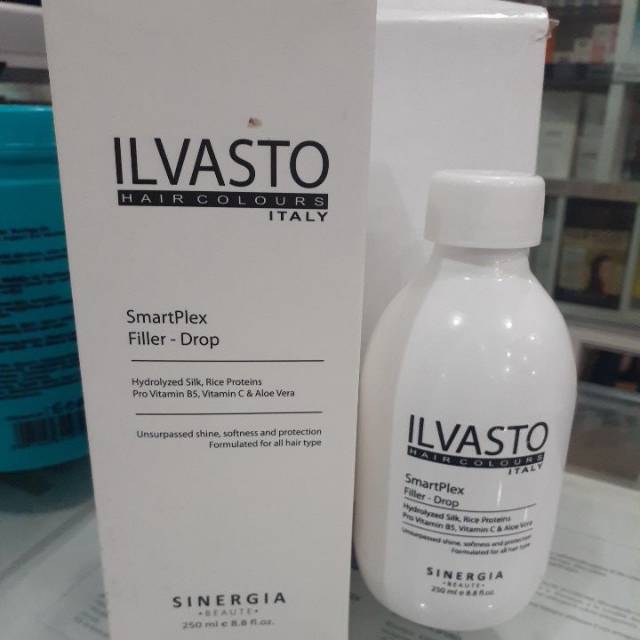 ILVASTO
HAIR COLOURS
ITALY
SmartPlex
Filler - Drop
Hydrolyzed Silk, Rice Proteins
Pro Vitamin B5, Vitamin C & Aloe Vera
Unsurpassed shine, softness and protection
Formulated for all hair type
SINERGIA
• BEAUTE •
250 ml e 8.8 fl.oz.
ILVASTO
HAIR COLOURS
ITALY
SmartPlex
Filler - Drop
Hydrolyzed Silk, Rice Proteins
Pro Vitamin B5, Vitamin C & Aloe Vera
Unsurpassed shine, softness and protection
Formulated for all hair type
SINERGIA
• BEAUTE •
250 ml e 8.8 fl.oz.